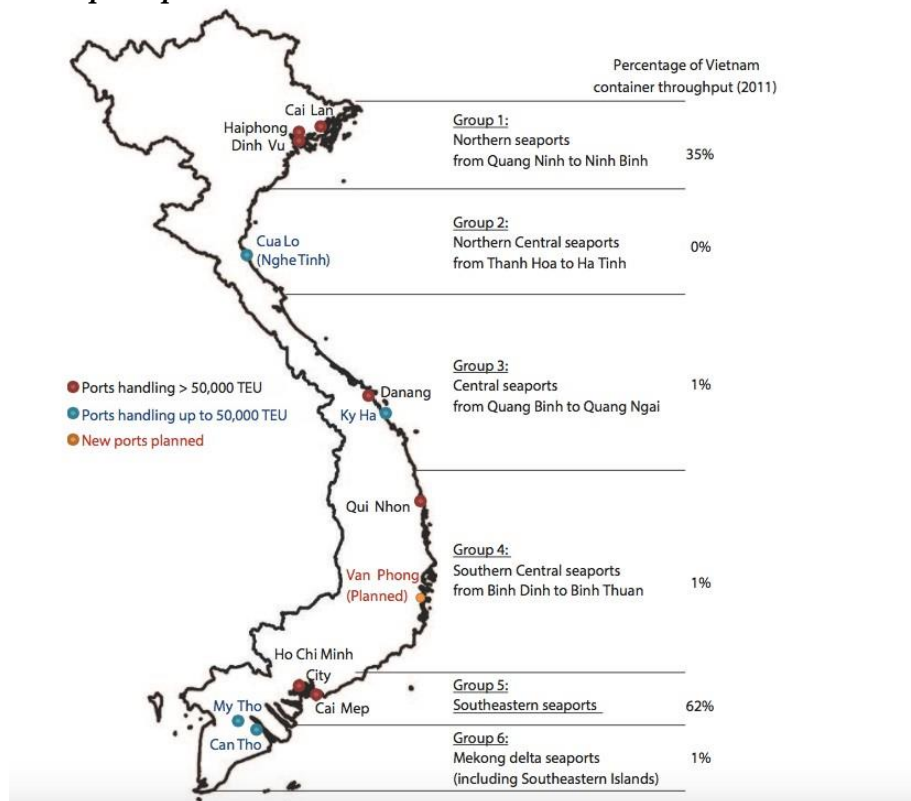 Percentage of Vietnam
container throughput (2011)
Cai Lan
Haiphong
Dinh Vu
Group 1:
Northern seaports
from Quang Ninh to Ninh Binh
35%
Cua Lo
(Nghe Tinh)
Group 2:
Northern Central seaports
from Thanh Hoa to Ha Tinh
0%
Ports handling > 50,000 TEU
Ports handling up to 50,000 TEU
New ports planned
Danang
Ky Ha
Group 3:
Central seaports
from Quang Binh to Quang Ngai
1%
Qui Nhon
Van Phong
(Planned)
Group 4:
Southern Central seaports
from Binh Dinh to Binh Thuan
1%
Ho Chi Minh
City
Cai Mep
Group 5:
Southeastern seaports
62%
My Tho
Can Tho
Group 6:
Mekong delta seaports
(including Southeastern Islands)
1%